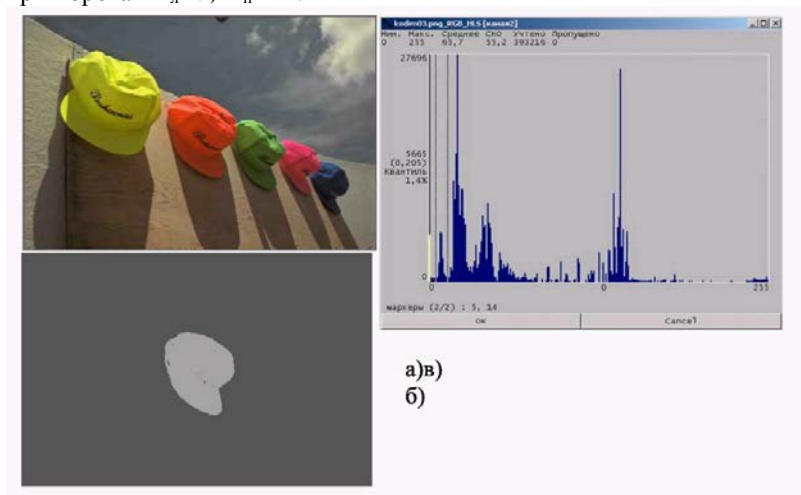 kodim03.png_RGB_HLS [канал2]
Мин. Макс. Среднее СКО Учтено Пропущено
0 255 65,7 55,2 393216 0
27696
5665
(0,205)
Квантиль
1,4%
0
0 0 255
маркеры (2/2) : 5, 14
OK Cancel
а)в)
б)